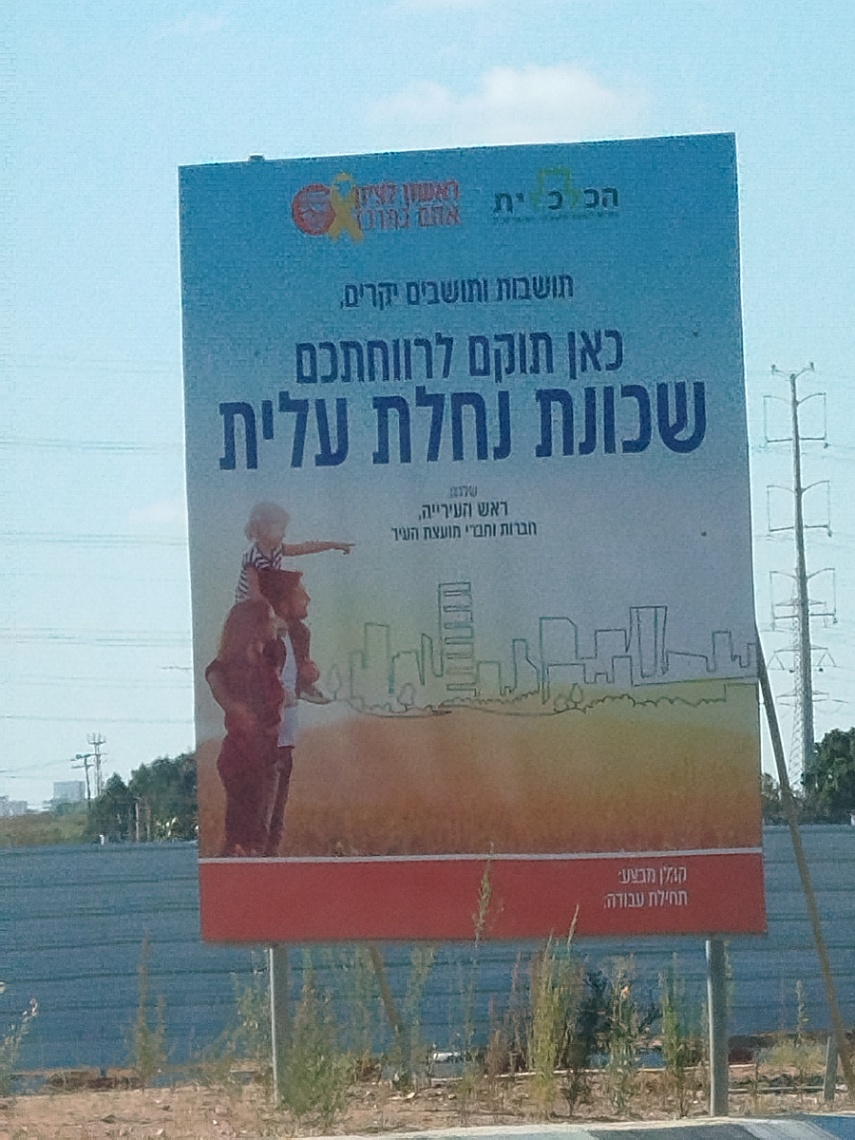 ראשון לציון
אתם במרכז
הכלכלית
תושבות ותושבים יקרים,
כאן תוקם לרווחתכם
שכונת נחלת עלית
שלכם,
ראש העירייה,
חברות וחברי מועצת העיר
קבלן מבצע:
תחילת עבודה: